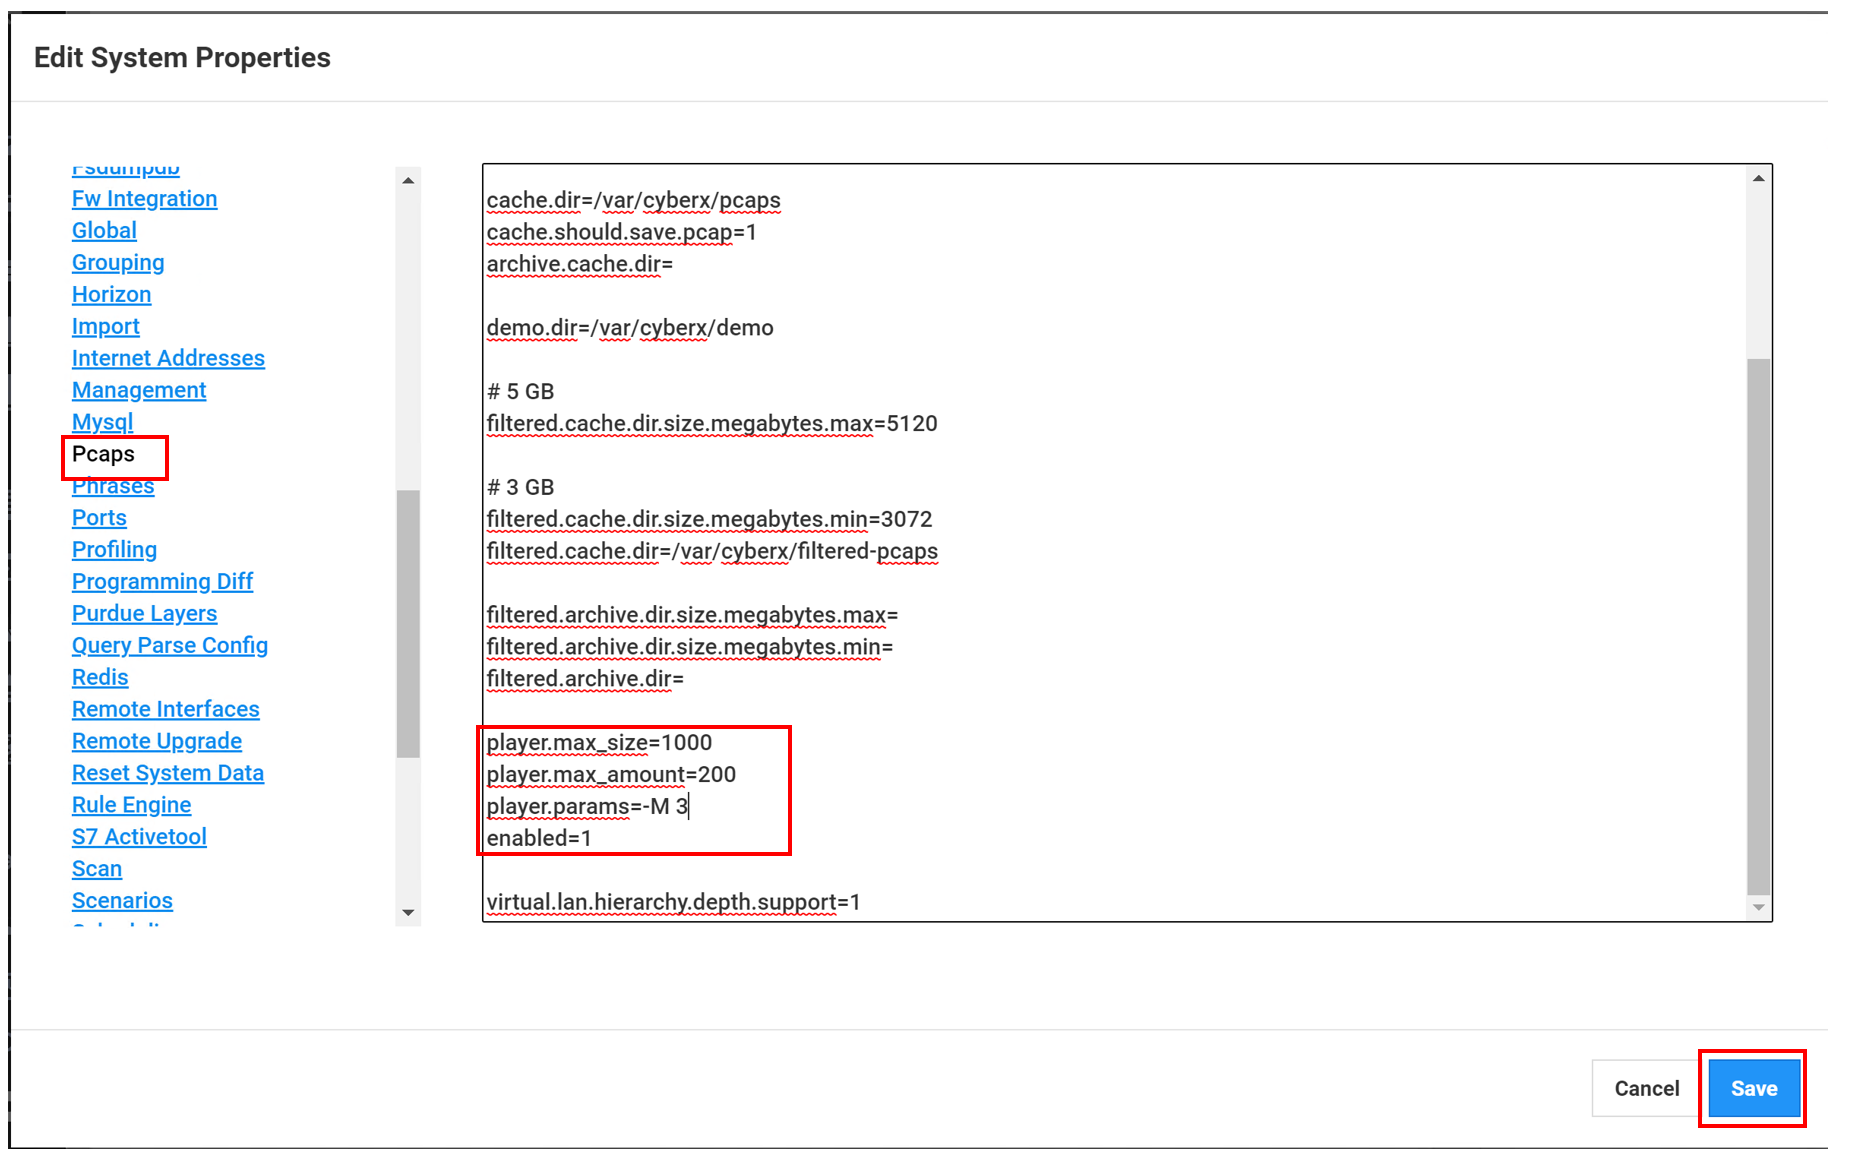 Edit System Properties
Fsdumpdb
Fw Integration
Global
Grouping
Horizon
Import
Internet Addresses
Management
Mysql
Pcaps
Phrases
Ports
Profiling
Programming Diff
Purdue Layers
Query Parse Config
Redis
Remote Interfaces
Remote Upgrade
Reset System Data
Rule Engine
S7 Activetool
Scan
Scenarios
cache.dir=/var/cyberx/pcaps
cache.should.save.pcap=1
archive.cache.dir=
demo.dir=/var/cyberx/demo
# 5 GB
filtered.cache.dir.size.megabytes.max=5120
# 3 GB
filtered.cache.dir.size.megabytes.min=3072
filtered.cache.dir=/var/cyberx/filtered-pcaps
filtered.archive.dir.size.megabytes.max=
filtered.archive.dir.size.megabytes.min=
filtered.archive.dir=
player.max_size=1000
player.max_amount=200
player.params=-M 3
enabled=1
virtual.lan.hierarchy.depth.support=1
Cancel
Save